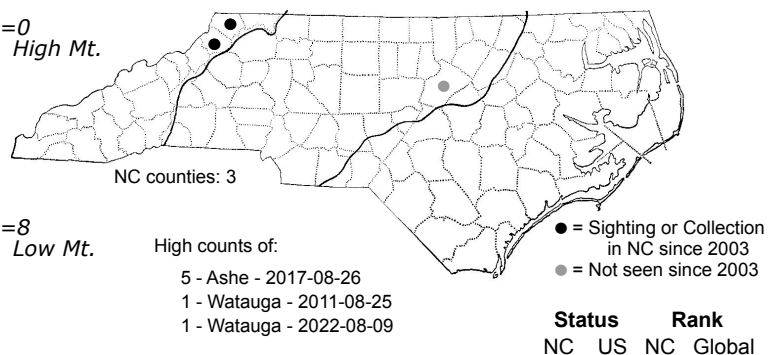 =0
High Mt.
NC counties: 3
=8
Low Mt.
High counts of:
5 - Ashe - 2017-08-26
1 - Watauga - 2011-08-25
1 - Watauga - 2022-08-09
● = Sighting or Collection
in NC since 2003
● = Not seen since 2003
Status Rank
NC US NC Global